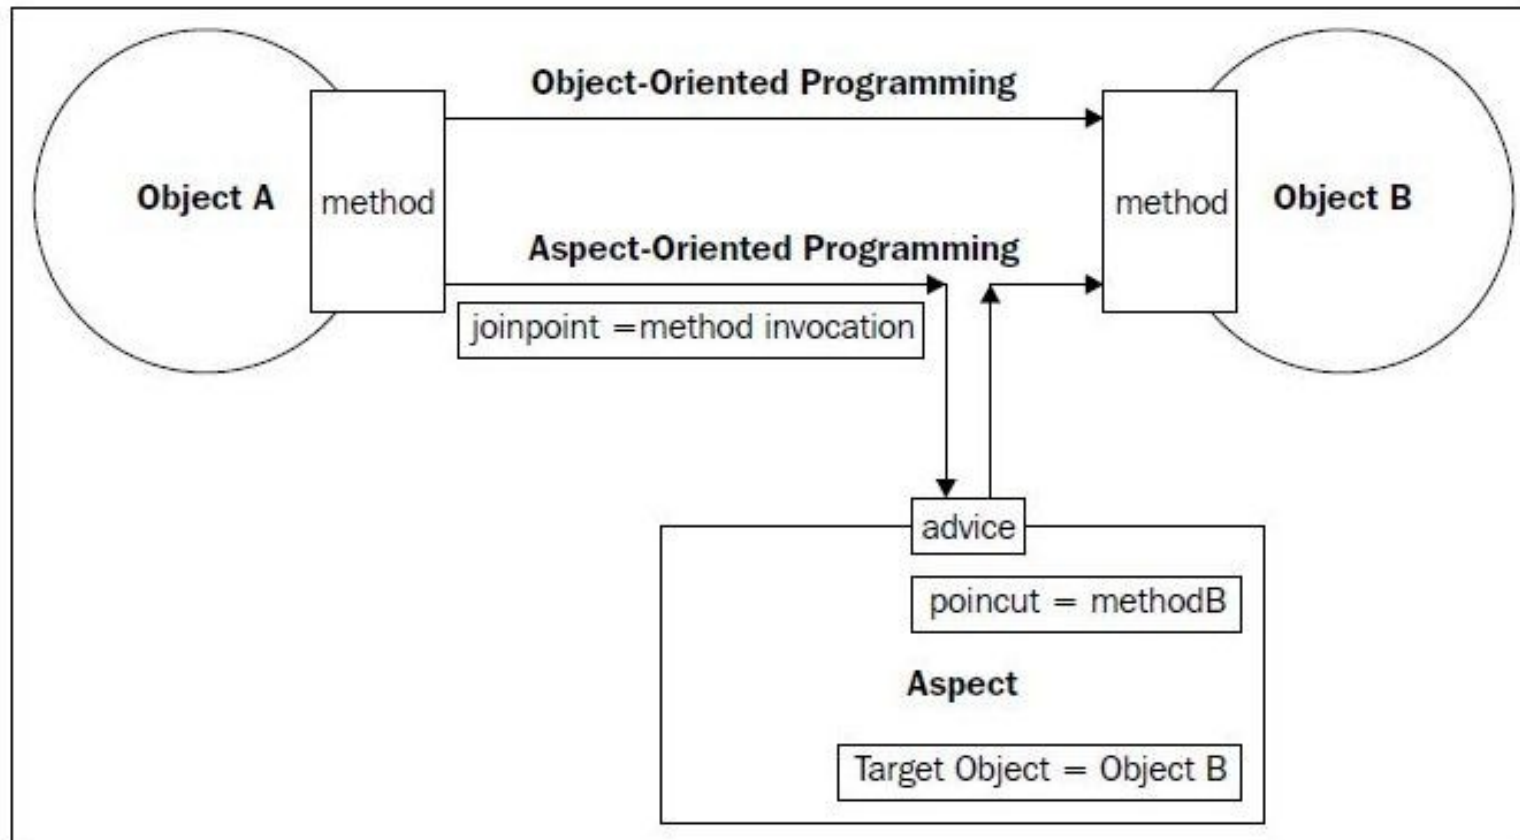 Object-Oriented Programming
Object A
method
method
Object B
Aspect-Oriented Programming
joinpoint =method invocation
advice
poincut = methodB
Aspect
Target Object = Object B